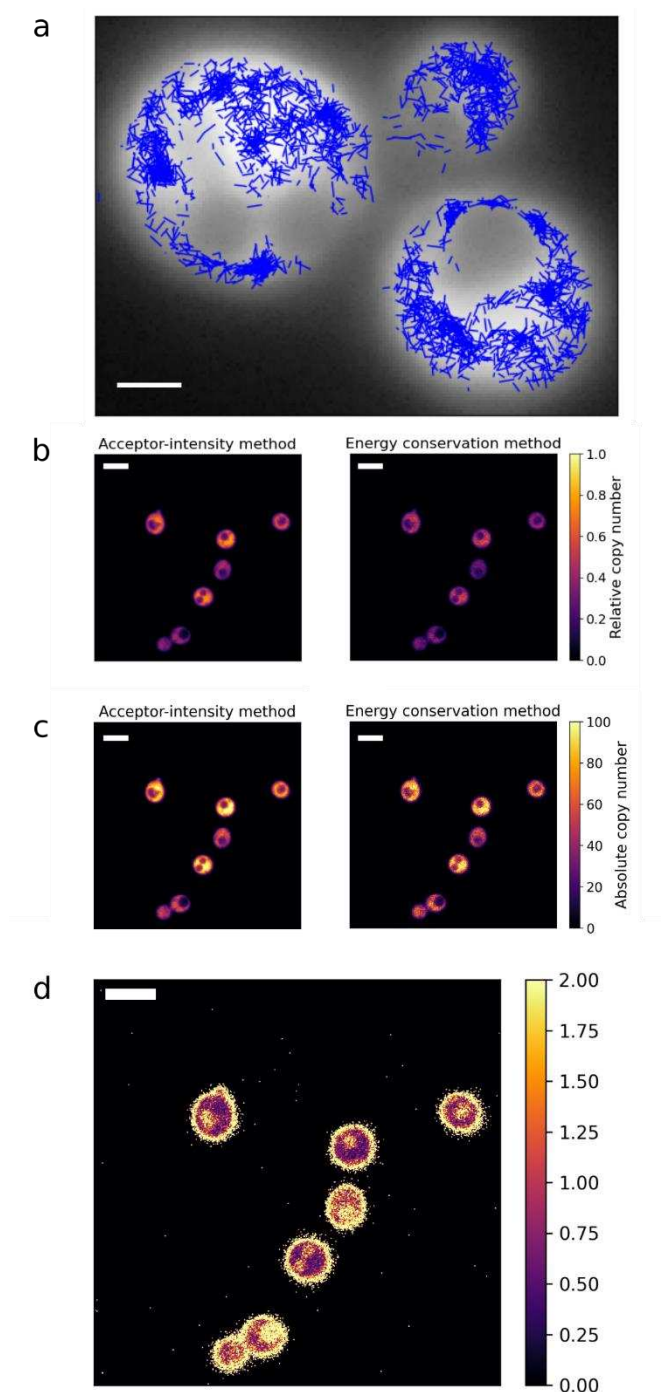 a
b
Acceptor-intensity method
Energy conservation method
1.0
0.8
0.6
0.4
0.2
0.0
Relative copy number
c
Acceptor-intensity method
Energy conservation method
100
80
60
40
20
0
Absolute copy number
d
2.00
1.75
1.50
1.25
1.00
0.75
0.50
0.25
0.00